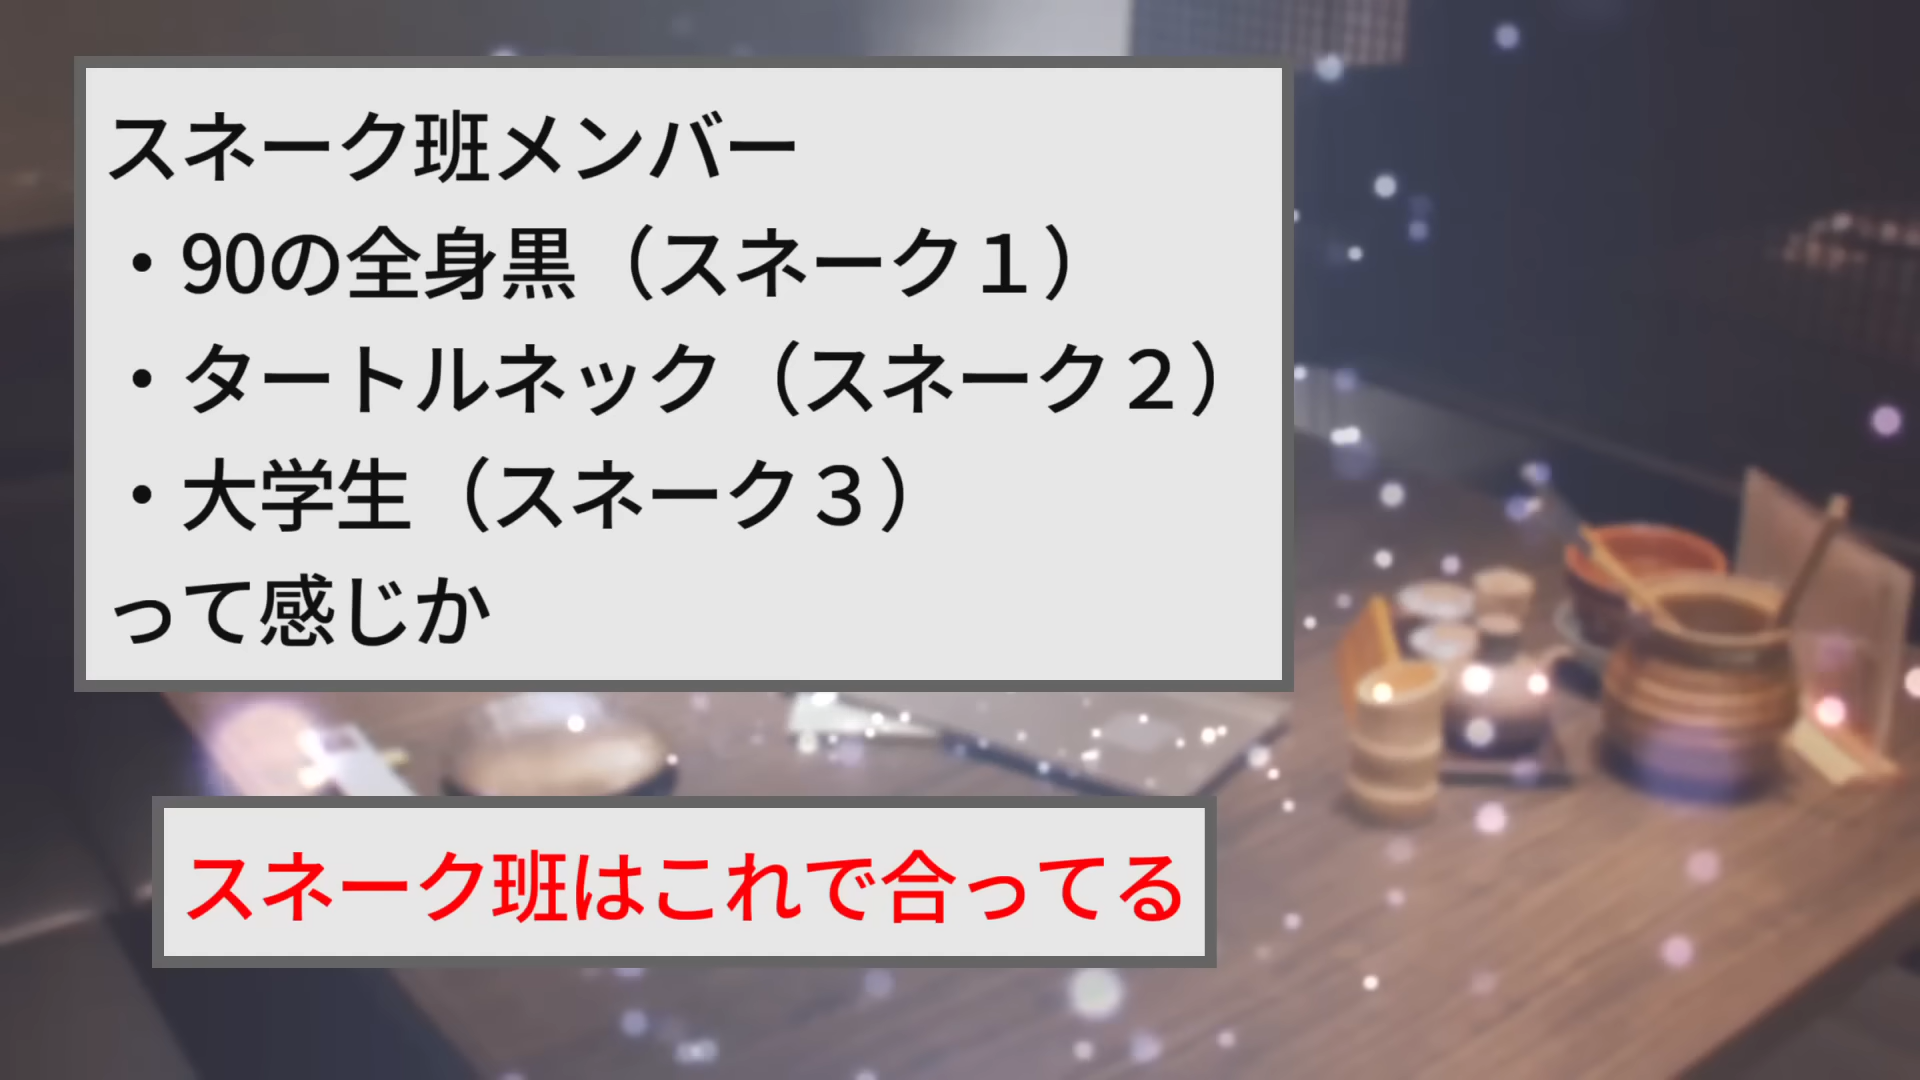 スネーク班メンバー
・90の全身黒（スネーク１）
・タートルネック（スネーク２）
・大学生（スネーク３）
って感じか
スネーク班はこれで合ってる